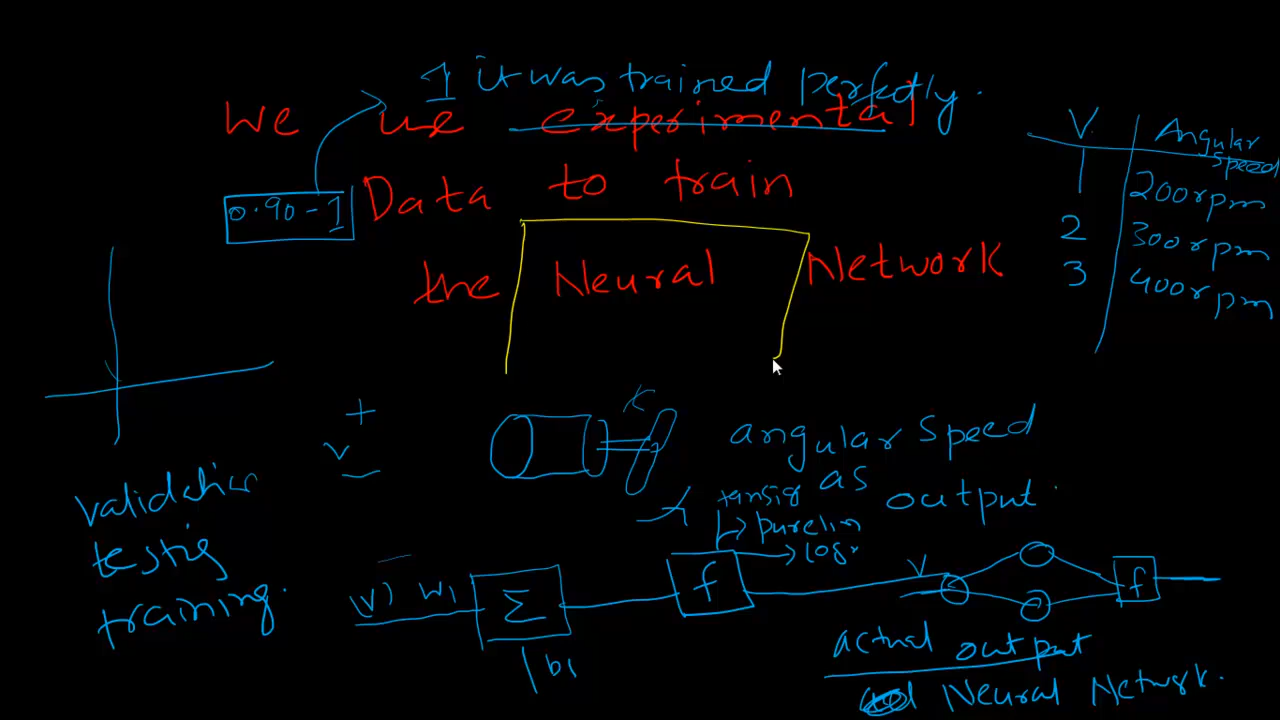 1 it was trained perfectly.
We use experimental
0.90-1 Data to train
the Neural Network
V. Angular Speed
1 200rpm
2 300rpm
3 400rpm
+
v
-
angular speed
as output.
tansig
purelin
validation
testig
training.
V) W1 Σ f
b1
V f
actual output
Neural Network.